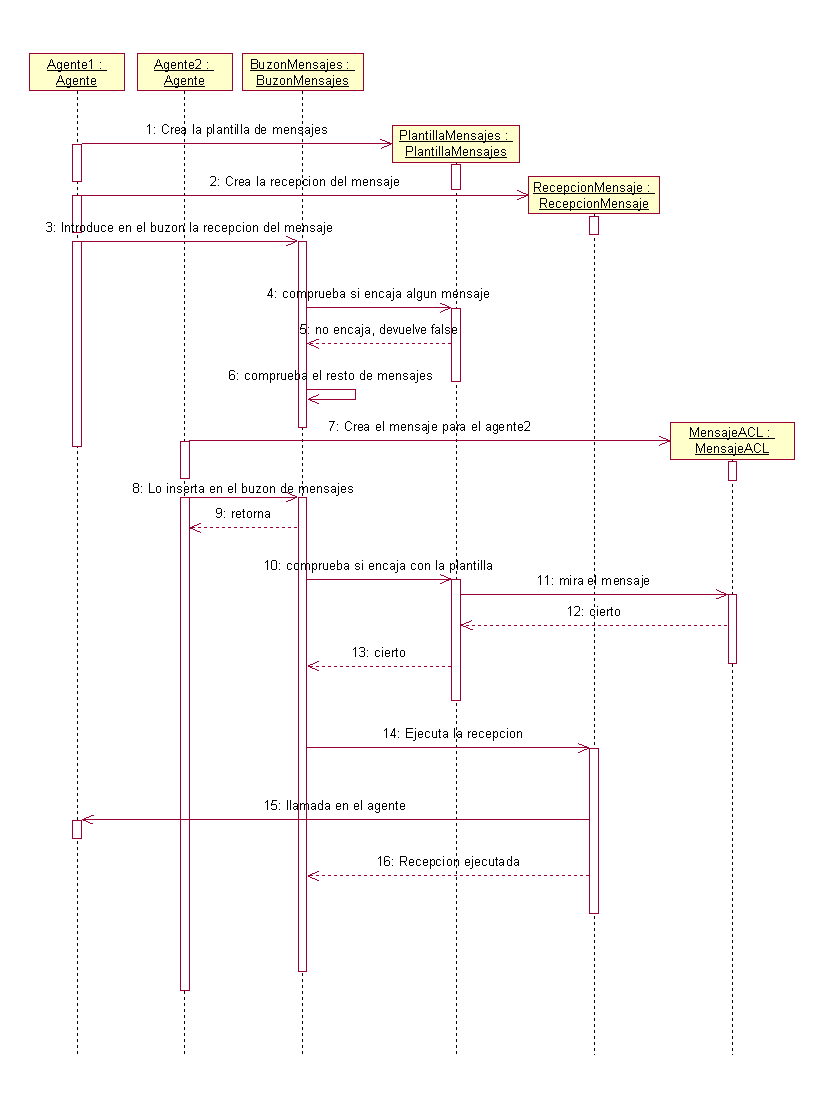 Agente1 :
Agente
Agente2 :
Agente
BuzonMensajes :
BuzonMensajes
1: Crea la plantilla de mensajes
PlantillaMensajes :
PlantillaMensajes
2: Crea la recepcion del mensaje
RecepcionMensaje :
RecepcionMensaje
3: Introduce en el buzon la recepcion del mensaje
4: comprueba si encaja algun mensaje
5: no encaja, devuelve false
6: comprueba el resto de mensajes
7: Crea el mensaje para el agente2
MensajeACL :
MensajeACL
8: Lo inserta en el buzon de mensajes
9: retorna
10: comprueba si encaja con la plantilla
11: mira el mensaje
12: cierto
13: cierto
14: Ejecuta la recepcion
15: llamada en el agente
16: Recepcion ejecutada